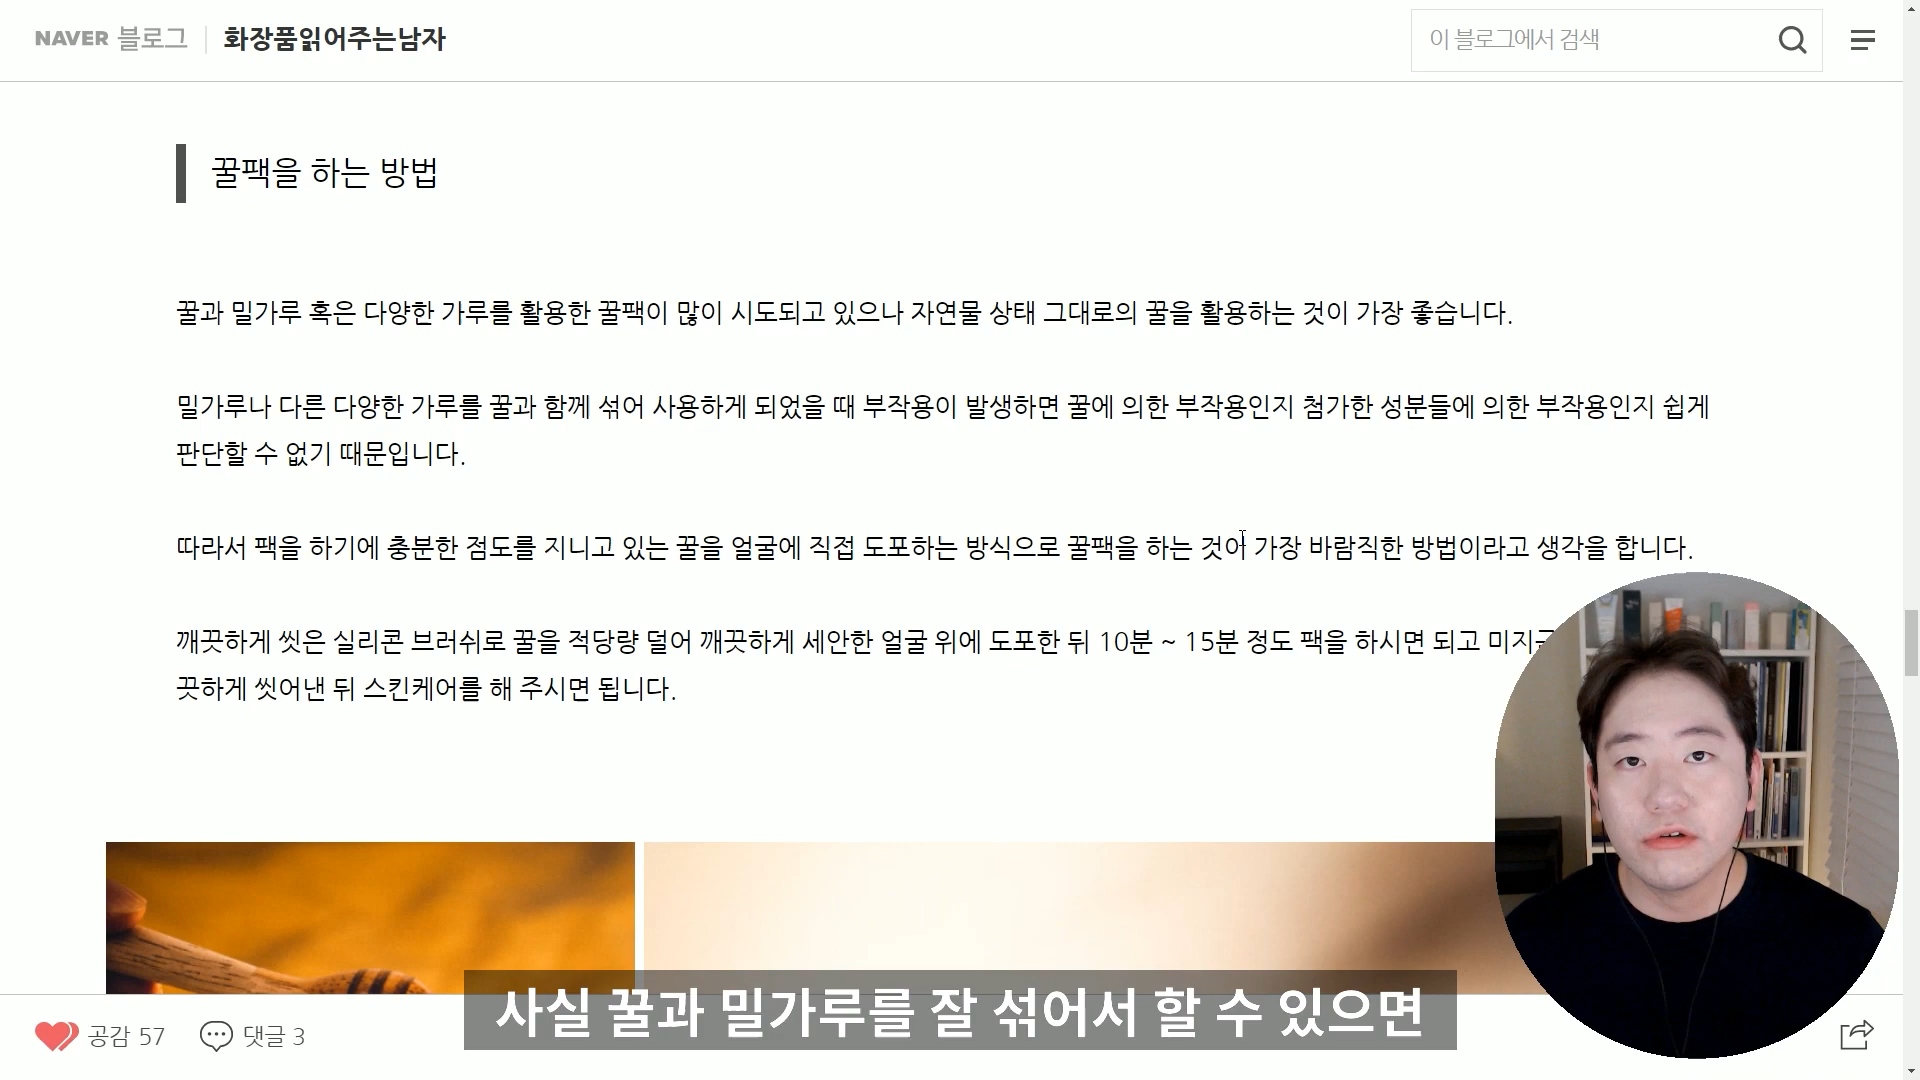 NAVER 블로그
화장품읽어주는남자
이 블로그에서 검색
꿀팩을 하는 방법
꿀과 밀가루 혹은 다양한 가루를 활용한 꿀팩이 많이 시도되고 있으나 자연물 상태 그대로의 꿀을 활용하는 것이 가장 좋습니다.
밀가루나 다른 다양한 가루를 꿀과 함께 섞어 사용하게 되었을 때 부작용이 발생하면 꿀에 의한 부작용인지 첨가한 성분들에 의한 부작용인지 쉽게
판단할 수 없기 때문입니다.
따라서 팩을 하기에 충분한 점도를 지니고 있는 꿀을 얼굴에 직접 도포하는 방식으로 꿀팩을 하는 것이 가장 바람직한 방법이라고 생각을 합니다.
깨끗하게 씻은 실리콘 브러쉬로 꿀을 적당량 덜어 깨끗하게 세안한 얼굴 위에 도포한 뒤 10분 ~ 15분 정도 팩을 하시면 되고
끗하게 씻어낸 뒤 스킨케어를 해 주시면 됩니다.
사실 꿀과 밀가루를 잘 섞어서 할 수 있으면
공감 57
댓글 3